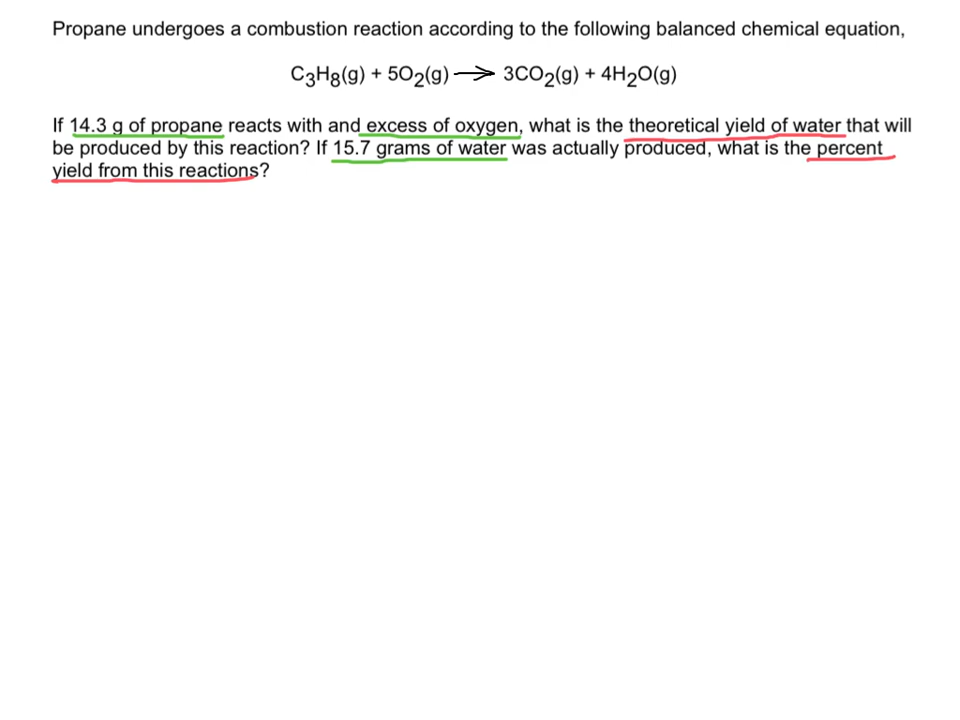 Propane undergoes a combustion reaction according to the following balanced chemical equation,
C₃H₈(g) + 5O₂(g) ⟶ 3CO₂(g) + 4H₂O(g)
If 14.3 g of propane reacts with and excess of oxygen, what is the theoretical yield of water that will
be produced by this reaction? If 15.7 grams of water was actually produced, what is the percent
yield from this reactions?